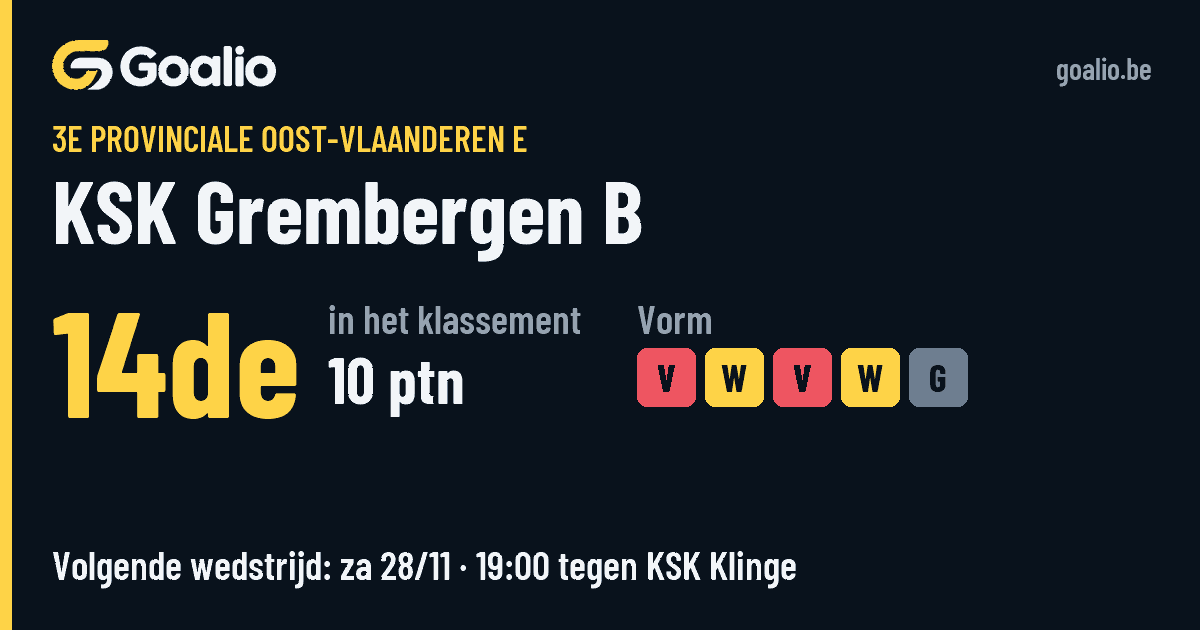 Goalio
goalio.be
3E PROVINCIALE OOST-VLAANDEREN E
KSK Grembergen B
14de
in het klassement
10 ptn
Vorm
V W V W G
Volgende wedstrijd: za 28/11 · 19:00 tegen KSK Klinge